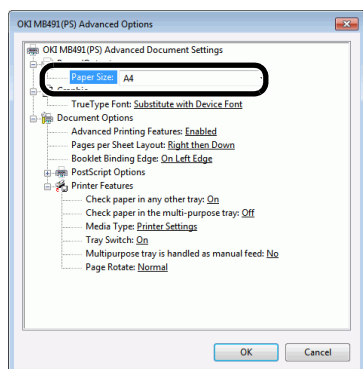 OKI MB491(PS) Advanced Options
OKI MB491(PS) Advanced Document Settings
Paper Size: A4
TrueType Font: Substitute with Device Font
Document Options
Advanced Printing Features: Enabled
Pages per Sheet Layout: Right then Down
Booklet Binding Edge: On Left Edge
PostScript Options
Printer Features
Check paper in any other tray: On
Check paper in the multi-purpose tray: Off
Media Type: Printer Settings
Tray Switch: On
Multipurpose tray is handled as manual feed: No
Page Rotate: Normal
OK Cancel